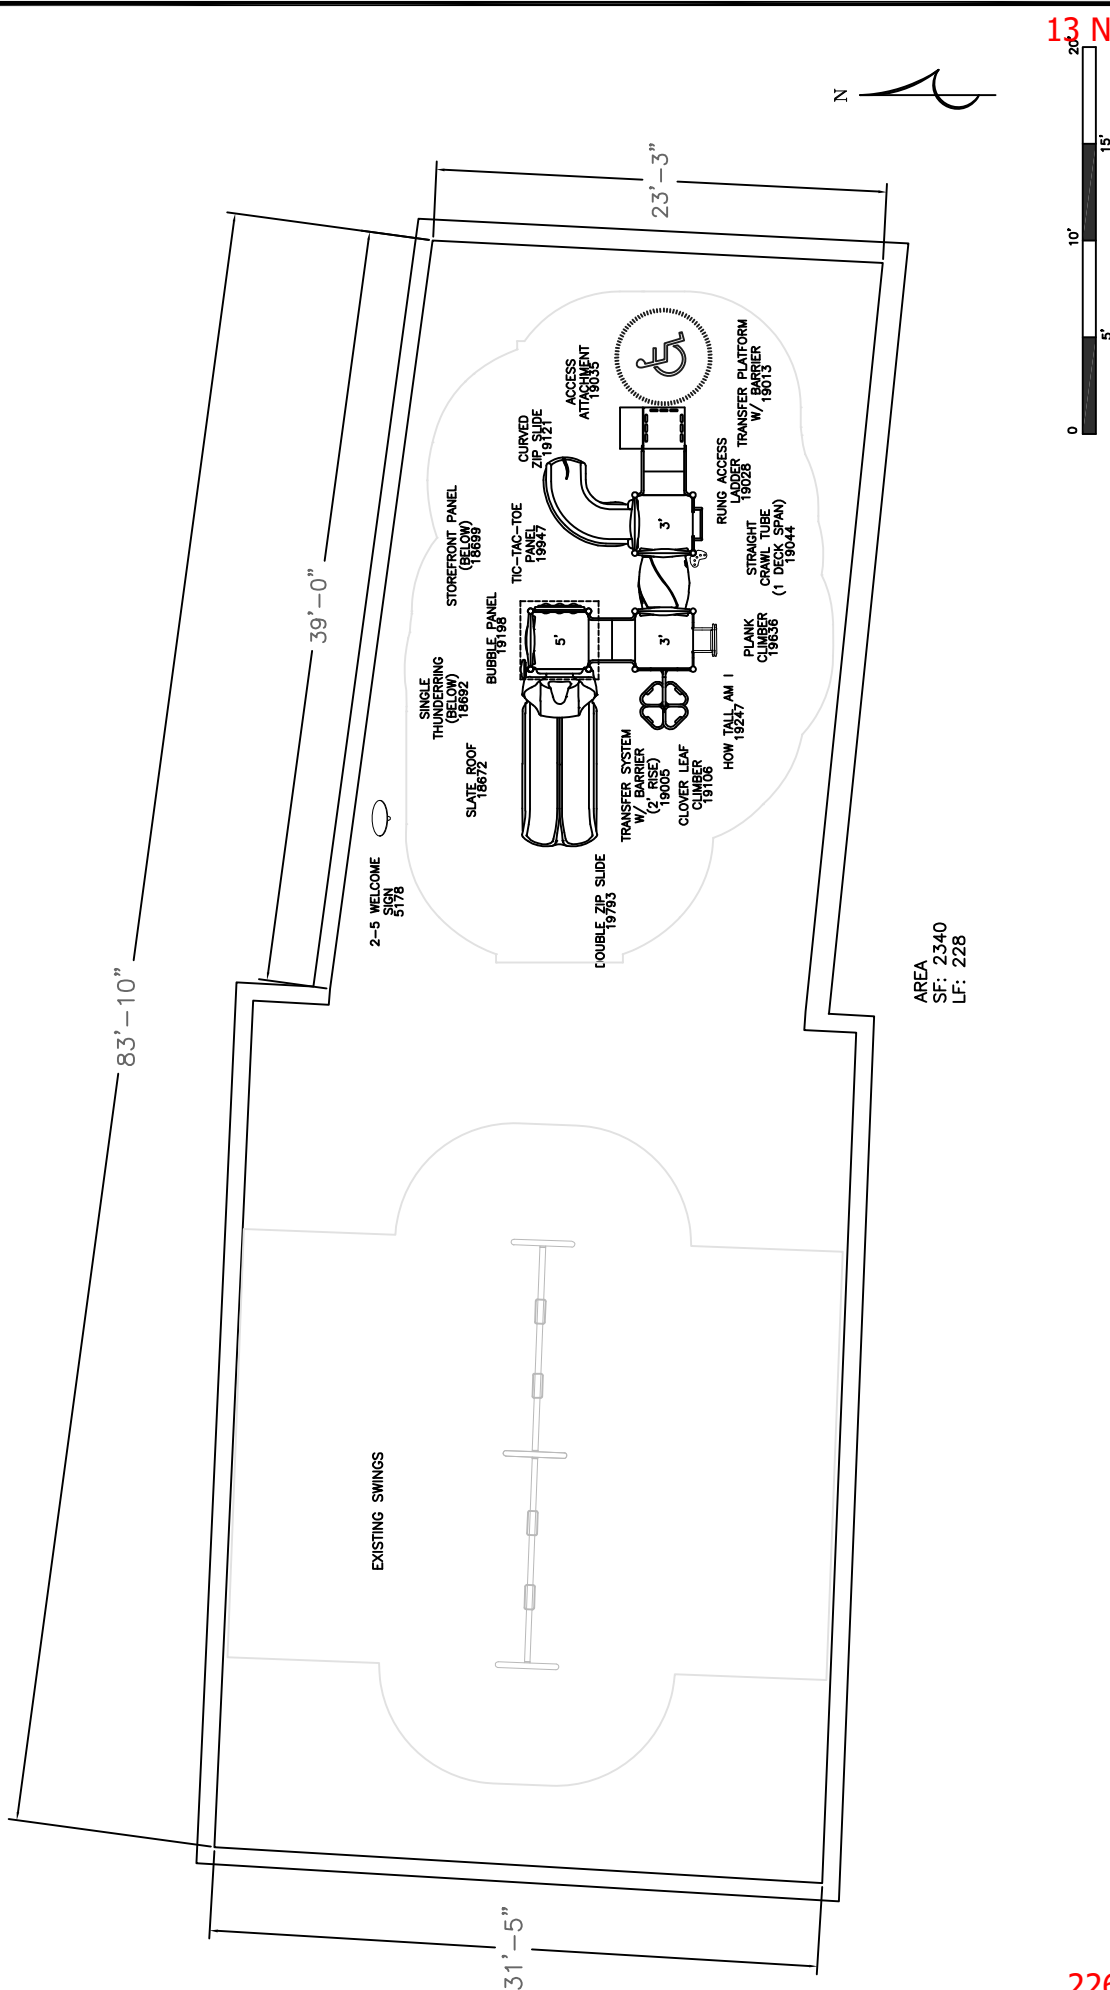 13 N
20'
15'
10'
5'
0
N
23'-3"
83'-10"
39'-0"
31'-5"
ACCESS
ATTACHMENT
19035
TRANSFER PLATFORM
W/ BARRIER
19013
CURVED
ZIP SLIDE
19121
RUNG ACCESS
LADDER
19028
STOREFRONT PANEL
(BELOW)
18699
TIC-TAC-TOE
PANEL
19947
STRAIGHT
CRAWL TUBE
(1 DECK SPAN)
19044
BUBBLE PANEL
19198
PLANK
CLIMBER
19636
3'
5'
3'
SINGLE
THUNDERRING
(BELOW)
18692
HOW TALL AM I
19247
SLATE ROOF
18672
TRANSFER SYSTEM
W/ BARRIER
(2' RISE)
19005
CLOVER LEAF
CLIMBER
19106
2-5 WELCOME
SIGN
5178
DOUBLE ZIP SLIDE
19793
AREA
SF: 2340
LF: 228
EXISTING SWINGS
226